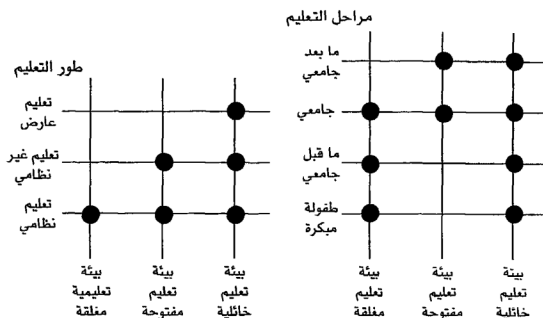 مراحل التعليم
ما بعد
جامعي
جامعي
ما قبل
جامعي
طفولة
مبكرة
بيئة
تعليم
مغلقة
بيئة
تعليم
مفتوحة
بيئة
تعليم
خائلية
طور التعليم
تعليم
عارض
تعليم غير
نظامي
تعليم
نظامي
بيئة
تعليمية
مغلقة
بيئة
تعليم
مفتوحة
بيئة
تعليم
خائلية